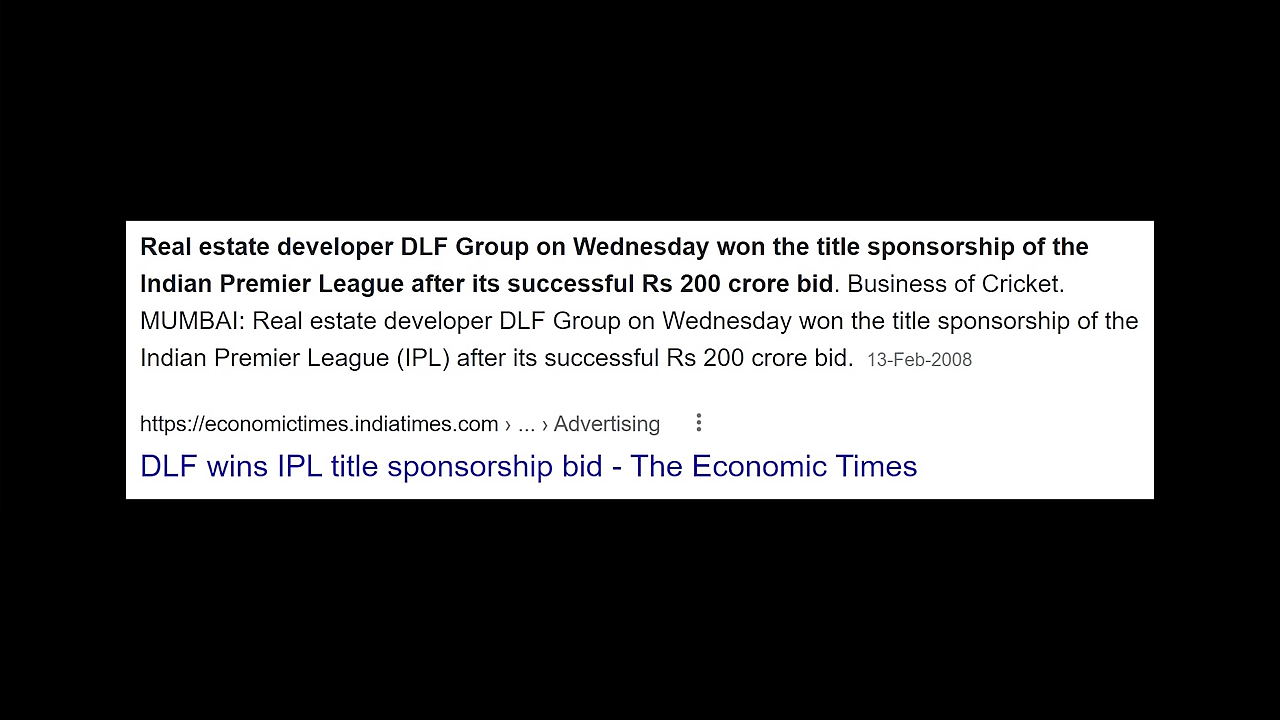 Real estate developer DLF Group on Wednesday won the title sponsorship of the
Indian Premier League after its successful Rs 200 crore bid. Business of Cricket.
MUMBAI: Real estate developer DLF Group on Wednesday won the title sponsorship of the
Indian Premier League (IPL) after its successful Rs 200 crore bid. 13-Feb-2008
https://economictimes.indiatimes.com › ... › Advertising
DLF wins IPL title sponsorship bid - The Economic Times